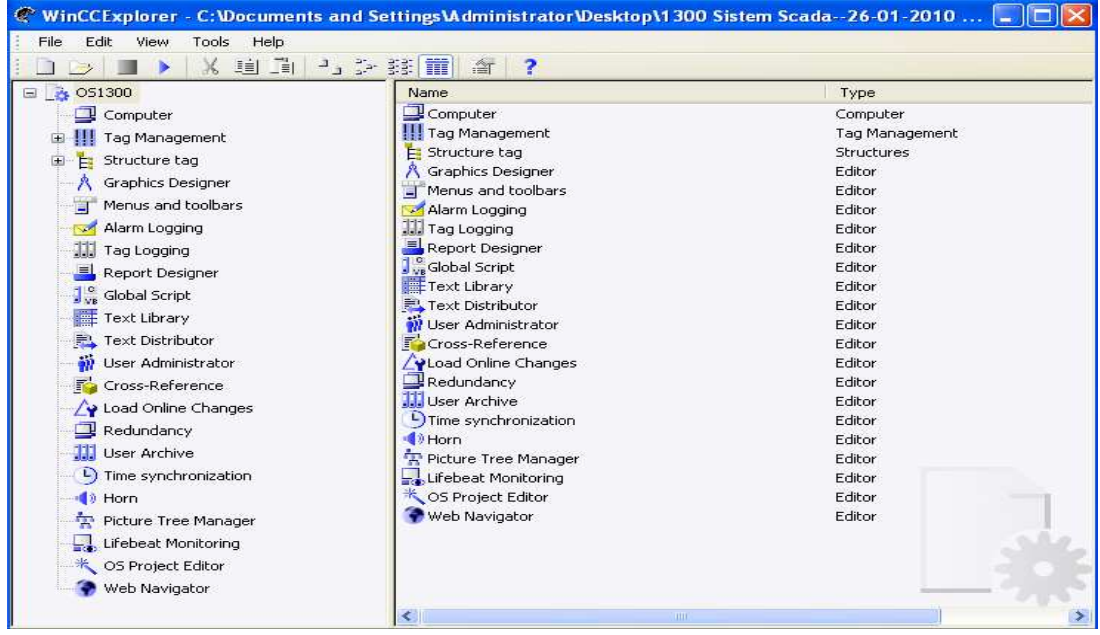 WinCCExplorer - C:\Documents and Settings\Administrator\Desktop\1300 Sistem Scada--26-01-2010 ...
File Edit View Tools Help
OS1300
Computer
Tag Management
Structure tag
Graphics Designer
Menus and toolbars
Alarm Logging
Tag Logging
Report Designer
Global Script
Text Library
Text Distributor
User Administrator
Cross-Reference
Load Online Changes
Redundancy
User Archive
Time synchronization
Horn
Picture Tree Manager
Lifebeat Monitoring
OS Project Editor
Web Navigator
Name Type
Computer Computer
Tag Management Tag Management
Structure tag Structures
Graphics Designer Editor
Menus and toolbars Editor
Alarm Logging Editor
Tag Logging Editor
Report Designer Editor
Global Script Editor
Text Library Editor
Text Distributor Editor
User Administrator Editor
Cross-Reference Editor
Load Online Changes Editor
Redundancy Editor
User Archive Editor
Time synchronization Editor
Horn Editor
Picture Tree Manager Editor
Lifebeat Monitoring Editor
OS Project Editor Editor
Web Navigator Editor